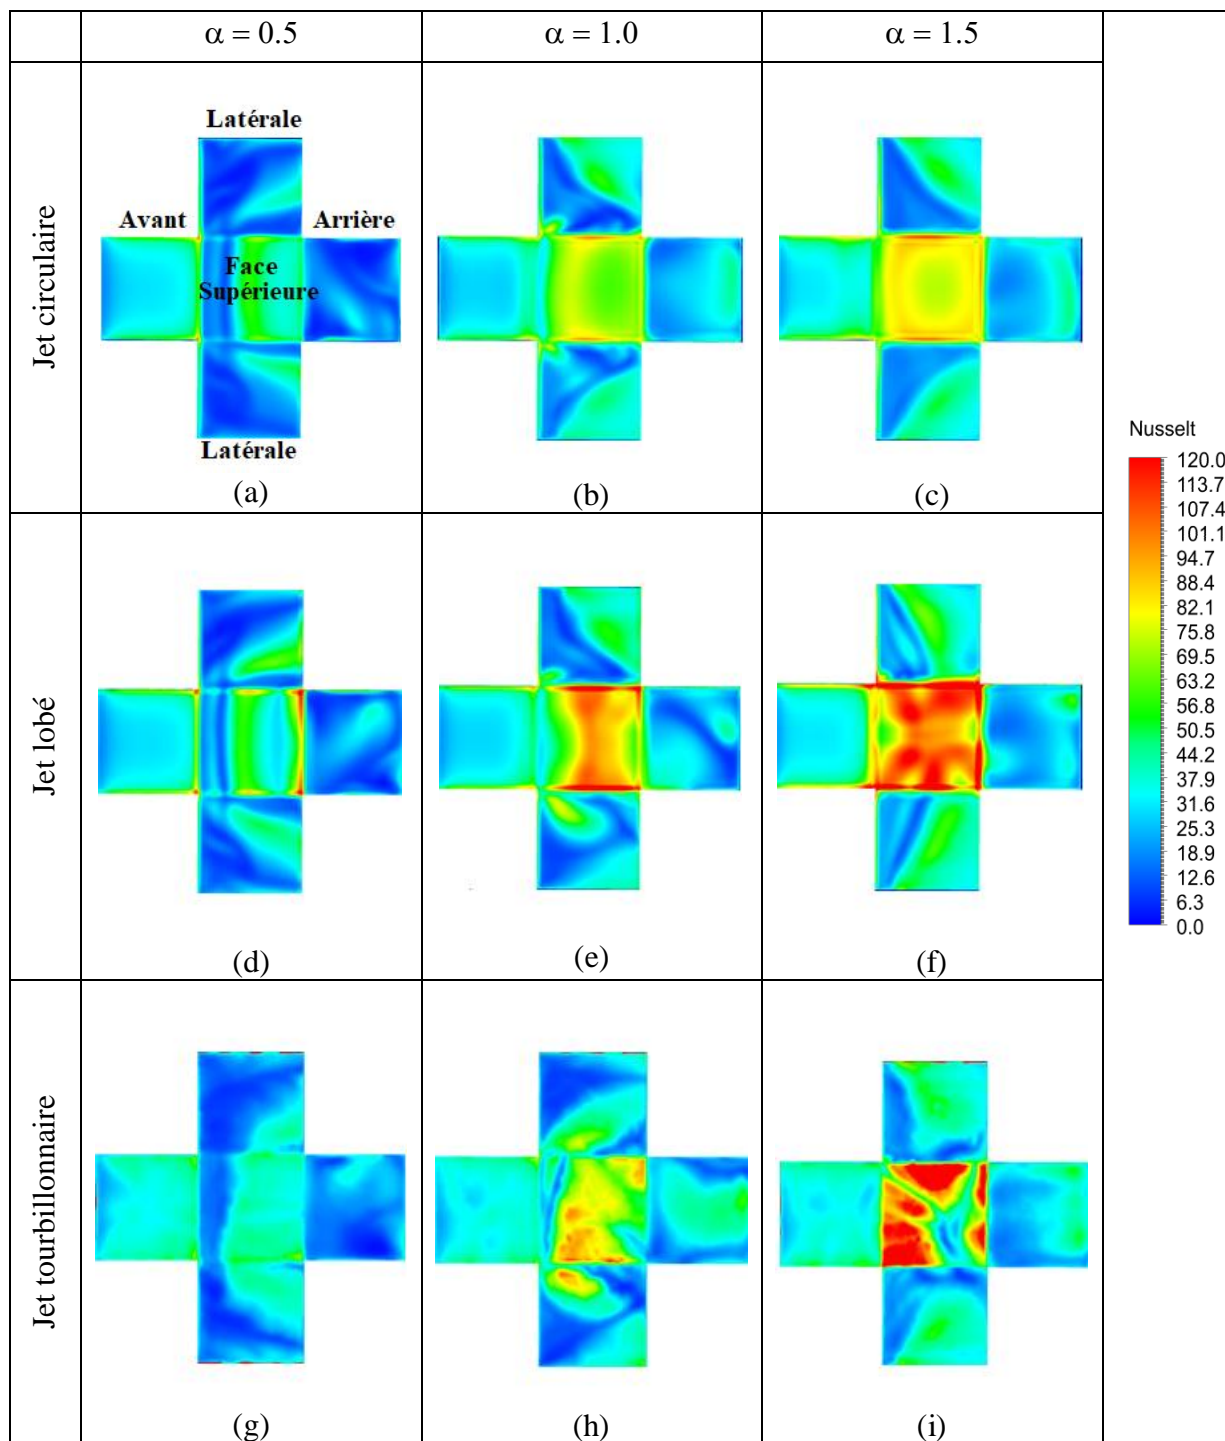 α = 0.5
α = 1.0
α = 1.5
Jet circulaire
Latérale
Avant
Arrière
Face
Supérieure
Latérale
(a)
(b)
(c)
Jet lobé
(d)
(e)
(f)
Jet tourbillonnaire
(g)
(h)
(i)
Nusselt
120.0
113.7
107.4
101.1
94.7
88.4
82.1
75.8
69.5
63.2
56.8
50.5
44.2
37.9
31.6
25.3
18.9
12.6
6.3
0.0